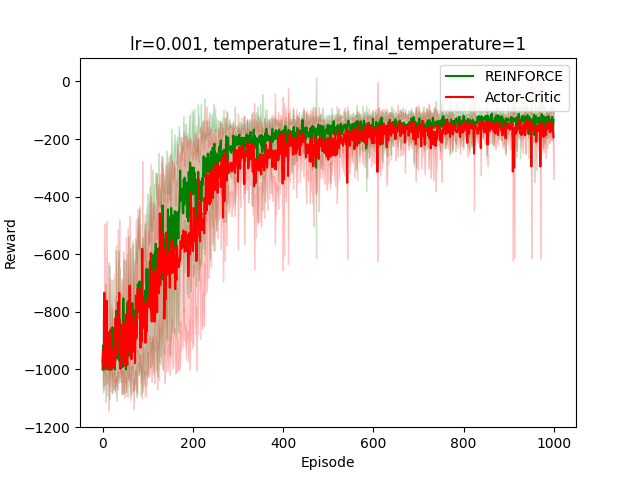 lr=0.001, temperature=1, final_temperature=1
REINFORCE
Actor-Critic
0
−200
−400
−600
−800
−1000
−1200
Reward
0 200 400 600 800 1000
Episode